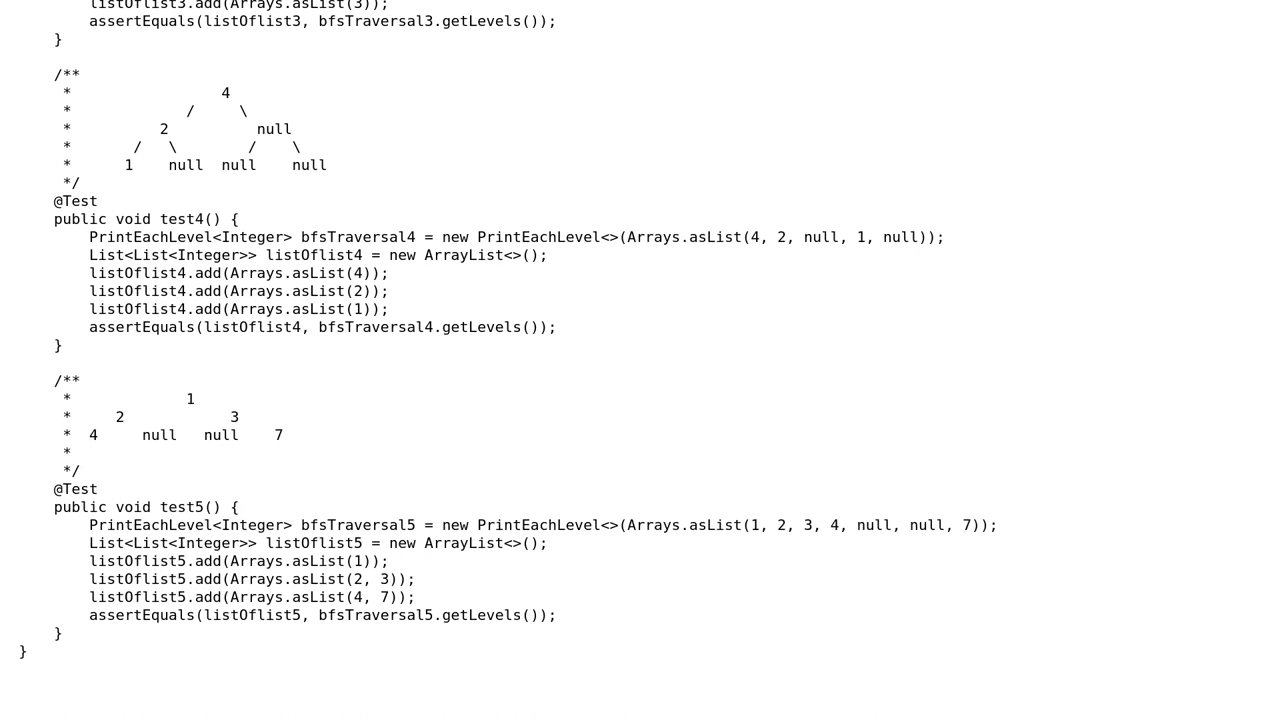 listOflist3.add(Arrays.asList(3));
        assertEquals(listOflist3, bfsTraversal3.getLevels());
    }

    /**
     *                 4
     *             /     \
     *          2          null
     *       /   \        /    \
     *      1    null  null    null
     */
    @Test
    public void test4() {
        PrintEachLevel<Integer> bfsTraversal4 = new PrintEachLevel<>(Arrays.asList(4, 2, null, 1, null));
        List<List<Integer>> listOflist4 = new ArrayList<>();
        listOflist4.add(Arrays.asList(4));
        listOflist4.add(Arrays.asList(2));
        listOflist4.add(Arrays.asList(1));
        assertEquals(listOflist4, bfsTraversal4.getLevels());
    }

    /**
     *             1
     *     2            3
     *  4     null   null    7
     *
     */
    @Test
    public void test5() {
        PrintEachLevel<Integer> bfsTraversal5 = new PrintEachLevel<>(Arrays.asList(1, 2, 3, 4, null, null, 7));
        List<List<Integer>> listOflist5 = new ArrayList<>();
        listOflist5.add(Arrays.asList(1));
        listOflist5.add(Arrays.asList(2, 3));
        listOflist5.add(Arrays.asList(4, 7));
        assertEquals(listOflist5, bfsTraversal5.getLevels());
    }
}